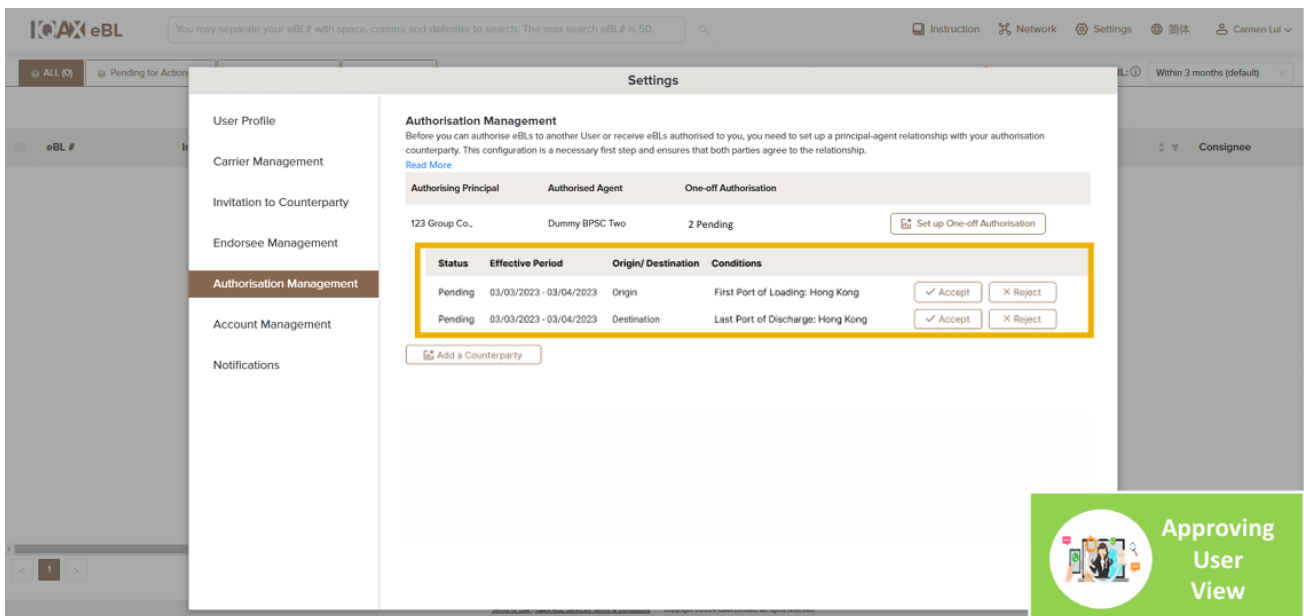 IQAX eBL
You may separate your eBL# with space, comma and delimiter to search. The max search eBL# is 50.
Instruction
Network
Settings
简体
Carmen Lui
ALL (0)
Pending for Action
Within 3 months (default)
eBL #
Consignee
1
Settings
User Profile
Carrier Management
Invitation to Counterparty
Endorsee Management
Authorisation Management
Account Management
Notifications
Authorisation Management
Before you can authorise eBLs to another User or receive eBLs authorised to you, you need to set up a principal-agent relationship with your authorisation
counterparty. This configuration is a necessary first step and ensures that both parties agree to the relationship.
Read More
Authorising Principal Authorised Agent One-off Authorisation
123 Group Co., Dummy BPSC Two 2 Pending Set up One-off Authorisation
Status Effective Period Origin/ Destination Conditions
Pending 03/03/2023 - 03/04/2023 Origin First Port of Loading: Hong Kong Accept Reject
Pending 03/03/2023 - 03/04/2023 Destination Last Port of Discharge: Hong Kong Accept Reject
Add a Counterparty
Approving
User
View